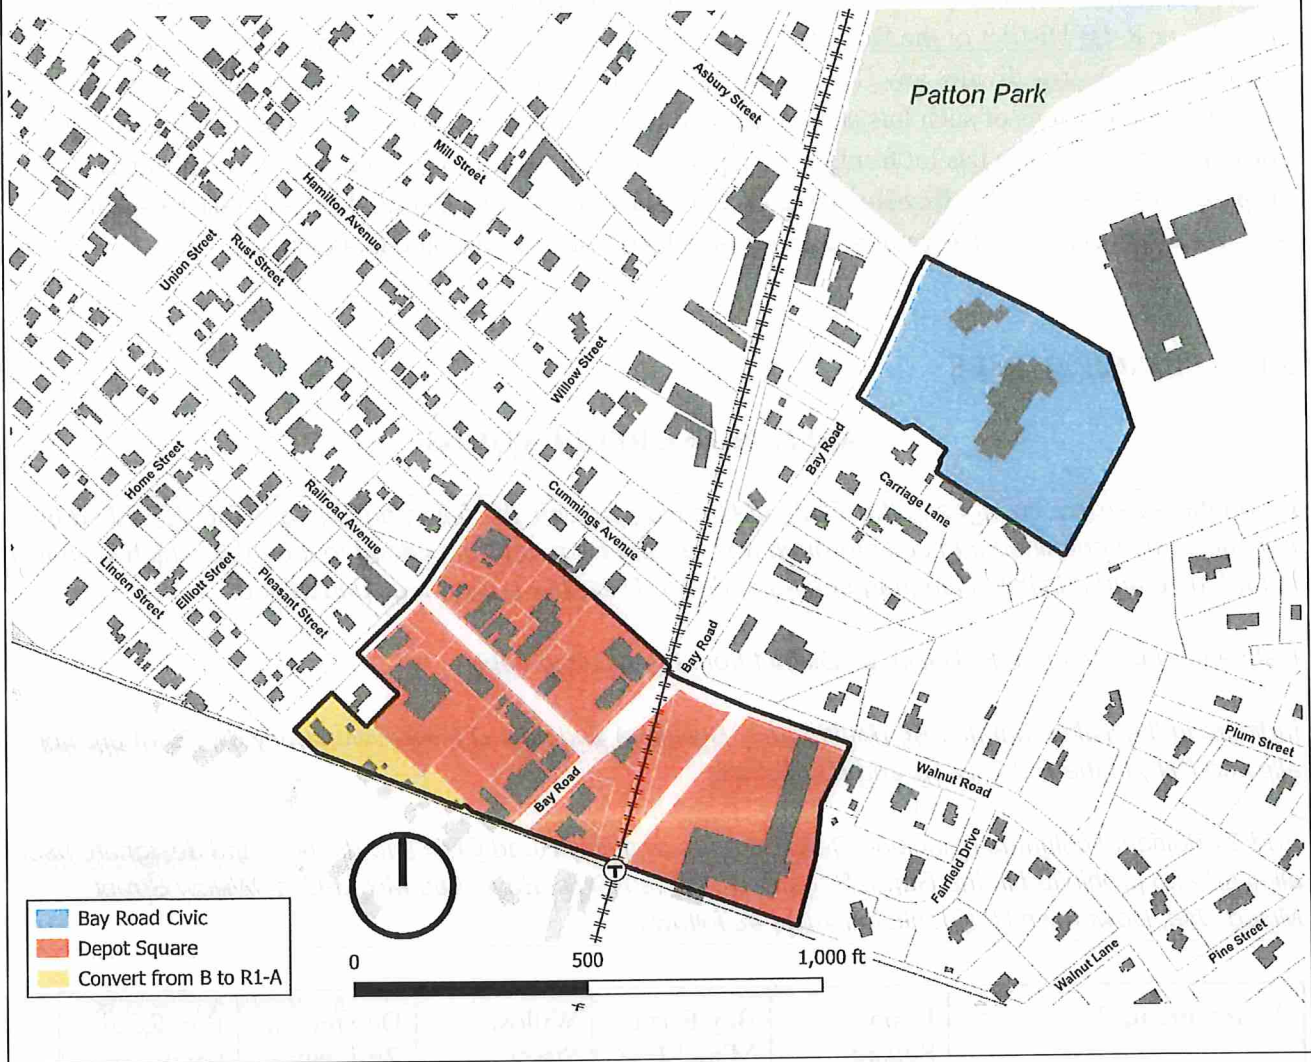 Patton Park
Asbury Street
Mill Street
Hamilton Avenue
Union Street
Rust Street
Willow Street
Bay Road
Carriage Lane
Home Street
Railroad Avenue
Cummings Avenue
Linden Street
Elliott Street
Pleasant Street
Bay Road
Bay Road
Plum Street
Walnut Road
Fairfield Drive
Walnut Lane
Pine Street
T
Bay Road Civic
Depot Square
Convert from B to R1-A
0 500 1,000 ft